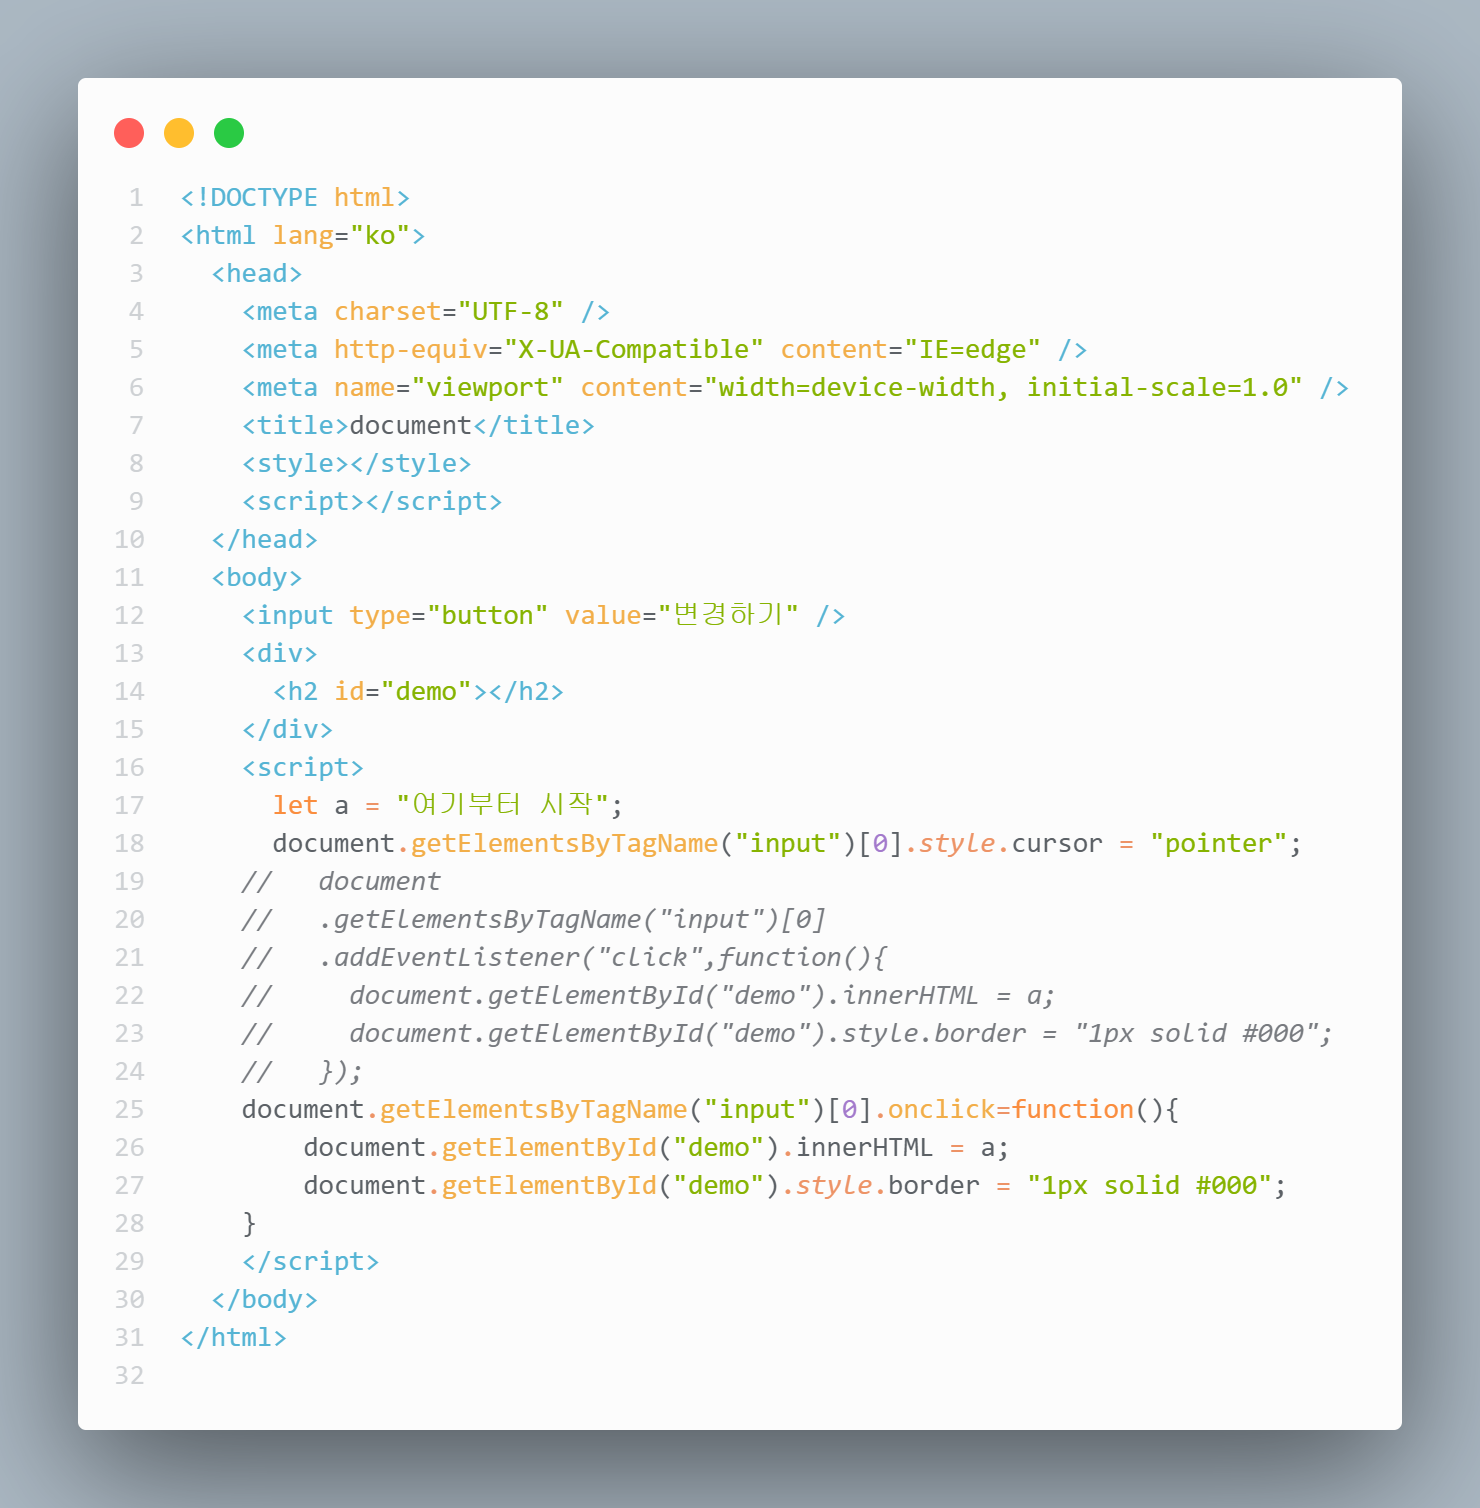 1 <!DOCTYPE html>
2 <html lang="ko">
3   <head>
4     <meta charset="UTF-8" />
5     <meta http-equiv="X-UA-Compatible" content="IE=edge" />
6     <meta name="viewport" content="width=device-width, initial-scale=1.0" />
7     <title>document</title>
8     <style></style>
9     <script></script>
10   </head>
11   <body>
12     <input type="button" value="변경하기" />
13     <div>
14       <h2 id="demo"></h2>
15     </div>
16     <script>
17       let a = "여기부터 시작";
18       document.getElementsByTagName("input")[0].style.cursor = "pointer";
19     //   document
20     //   .getElementsByTagName("input")[0]
21     //   .addEventListener("click",function(){
22     //     document.getElementById("demo").innerHTML = a;
23     //     document.getElementById("demo").style.border = "1px solid #000";
24     //   });
25     document.getElementsByTagName("input")[0].onclick=function(){
26         document.getElementById("demo").innerHTML = a;
27         document.getElementById("demo").style.border = "1px solid #000";
28     }
29     </script>
30   </body>
31 </html>
32